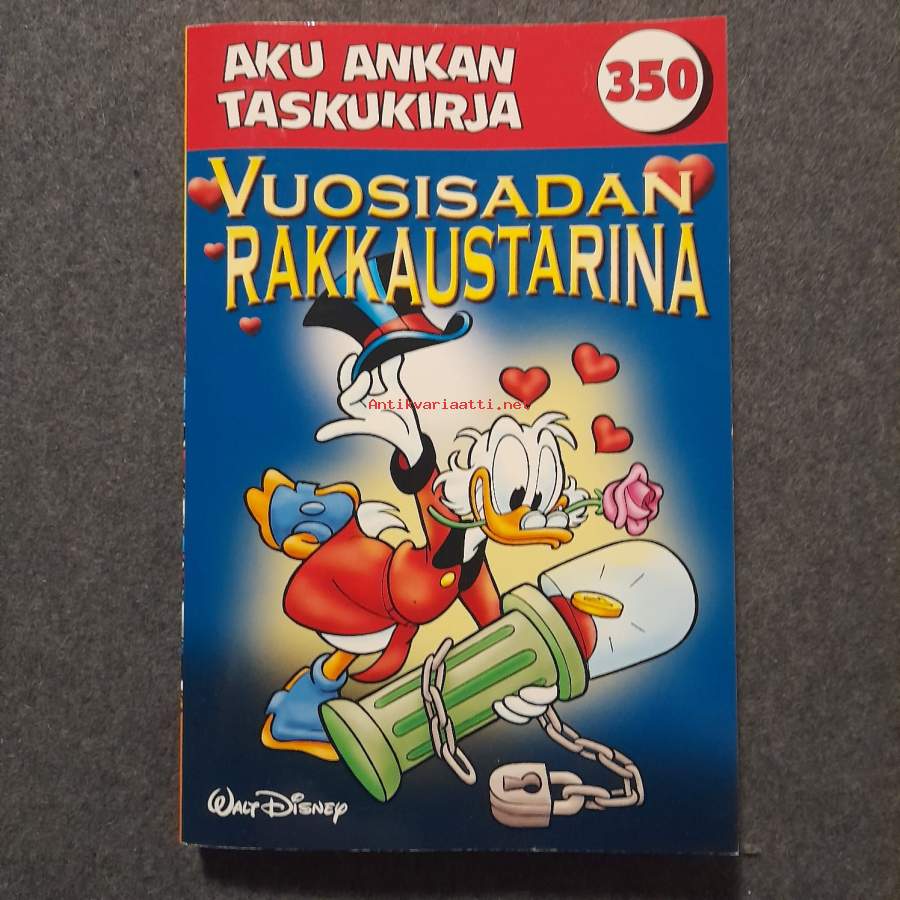 AKU ANKAN
TASKUKIRJA
350
VUOSISADAN
RAKKAUSTARINA
Antikvariaatti.net
WALT DISNEY